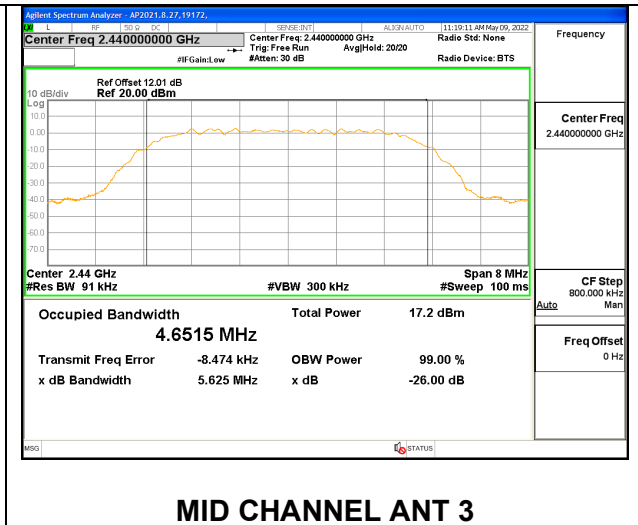 Agilent Spectrum Analyzer - AP2021.8.27,19172,
L RF 50 Ω DC SENSE:INT ALIGN AUTO 11:19:11 AM May 09, 2022
Center Freq 2.440000000 GHz
Center Freq: 2.440000000 GHz
Radio Std: None
Trig: Free Run Avg|Hold: 20/20
#IFGain:Low
#Atten: 30 dB
Radio Device: BTS
Frequency
Ref Offset 12.01 dB
10 dB/div Ref 20.00 dBm
Log
10.0
0.00
-10.0
-20.0
-30.0
-40.0
-50.0
-60.0
-70.0
Center Freq
2.440000000 GHz
Center 2.44 GHz
Span 8 MHz
#Res BW 91 kHz
#VBW 300 kHz
#Sweep 100 ms
CF Step
800.000 kHz
Auto Man
Occupied Bandwidth
Total Power 17.2 dBm
4.6515 MHz
Freq Offset
0 Hz
Transmit Freq Error -8.474 kHz OBW Power 99.00 %
x dB Bandwidth 5.625 MHz x dB -26.00 dB
MSG
STATUS
MID CHANNEL ANT 3